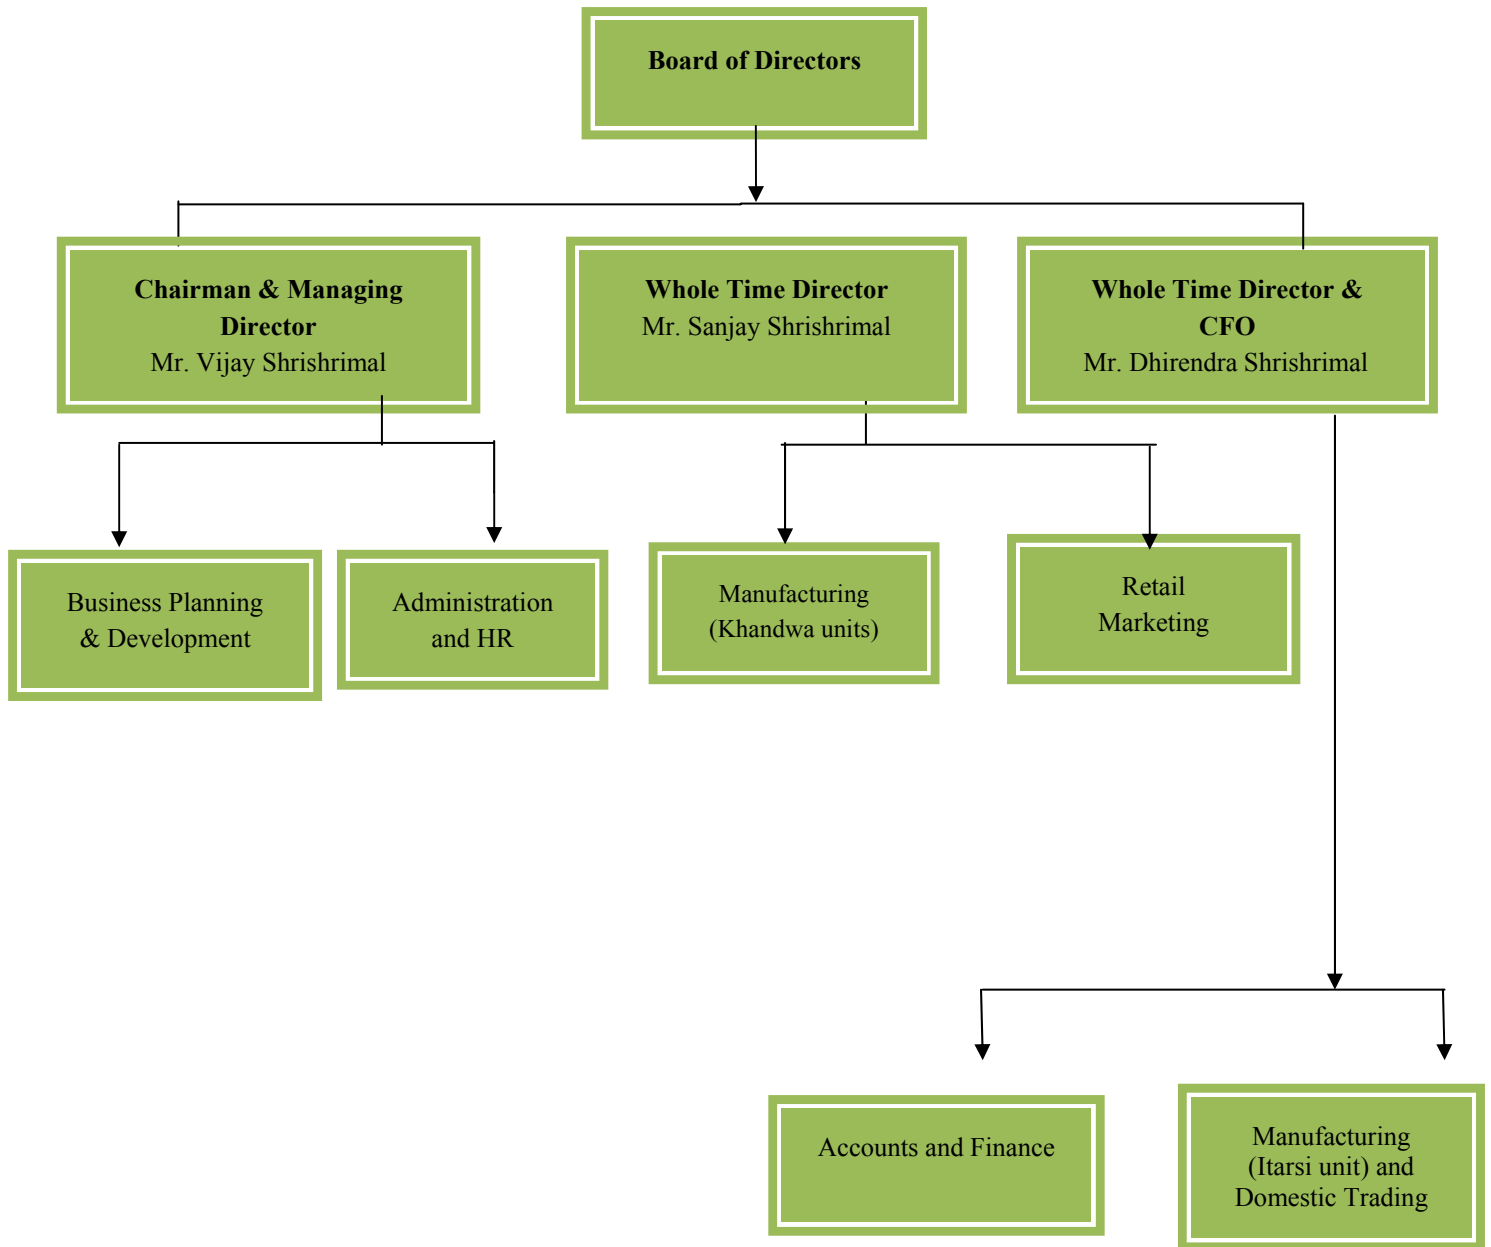 Board of Directors
Chairman & Managing
Director
Mr. Vijay Shrishrimal
Whole Time Director
Mr. Sanjay Shrishrimal
Whole Time Director &
CFO
Mr. Dhirendra Shrishrimal
Business Planning
& Development
Administration
and HR
Manufacturing
(Khandwa units)
Retail
Marketing
Accounts and Finance
Manufacturing
(Itarsi unit) and
Domestic Trading